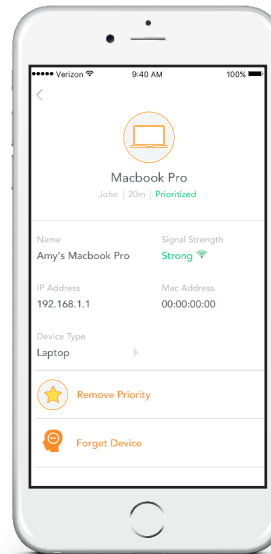 Verizon 9:40 AM 100%
Macbook Pro
John | 20m | Prioritized
Name Signal Strength
Amy's Macbook Pro Strong
IP Address Mac Address
192.168.1.1 00:00:00:00
Device Type
Laptop
Remove Priority
Forget Device